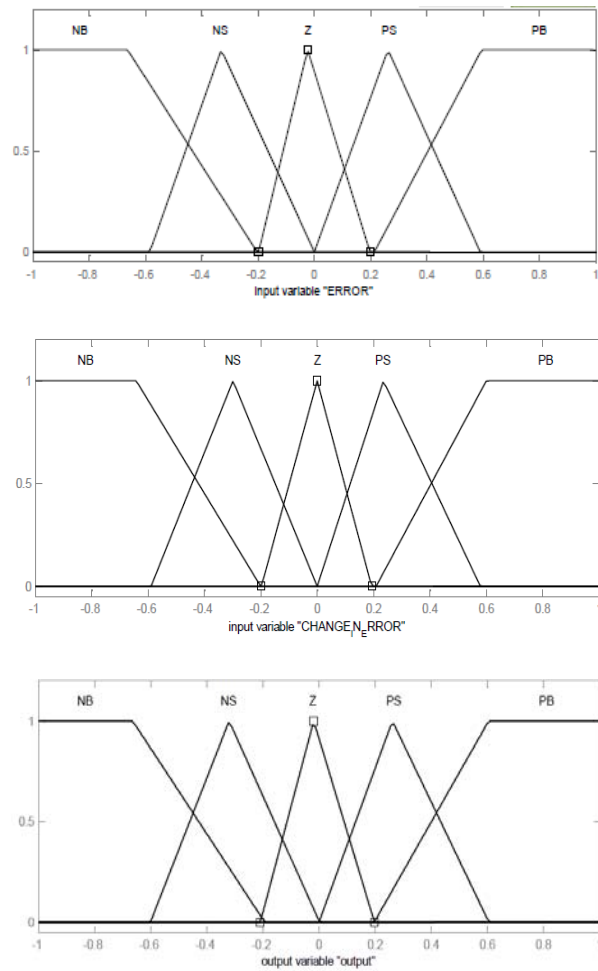 NB NS Z PS PB
1
0.5
0
-1 -0.8 -0.6 -0.4 -0.2 0 0.2 0.4 0.6 0.8 1
input variable "ERROR"
NB NS Z PS PB
1
0.5
0
-1 -0.8 -0.6 -0.4 -0.2 0 0.2 0.4 0.6 0.8 1
input variable "CHANGE_IN_ERROR"
NB NS Z PS PB
1
0.5
0
-1 -0.8 -0.6 -0.4 -0.2 0 0.2 0.4 0.6 0.8 1
output variable "output"